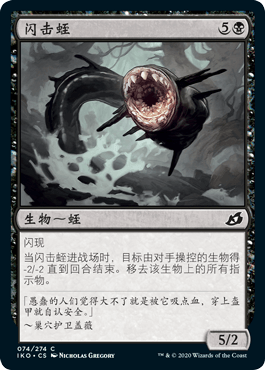 闪击蛭 5
生物～蛭
闪现
当闪击蛭进战场时，目标由对手操控的生物得
-2/-2直到回合结束。移去该生物上的所有指
示物。
「愚蠢的人们觉得大不了就是被它吸点血，穿上盔
甲就自认安全。」
～巢穴护卫盖薇
5/2
074/274 C
IKO • CS NICHOLAS GREGORY
™ & © 2020 Wizards of the Coast